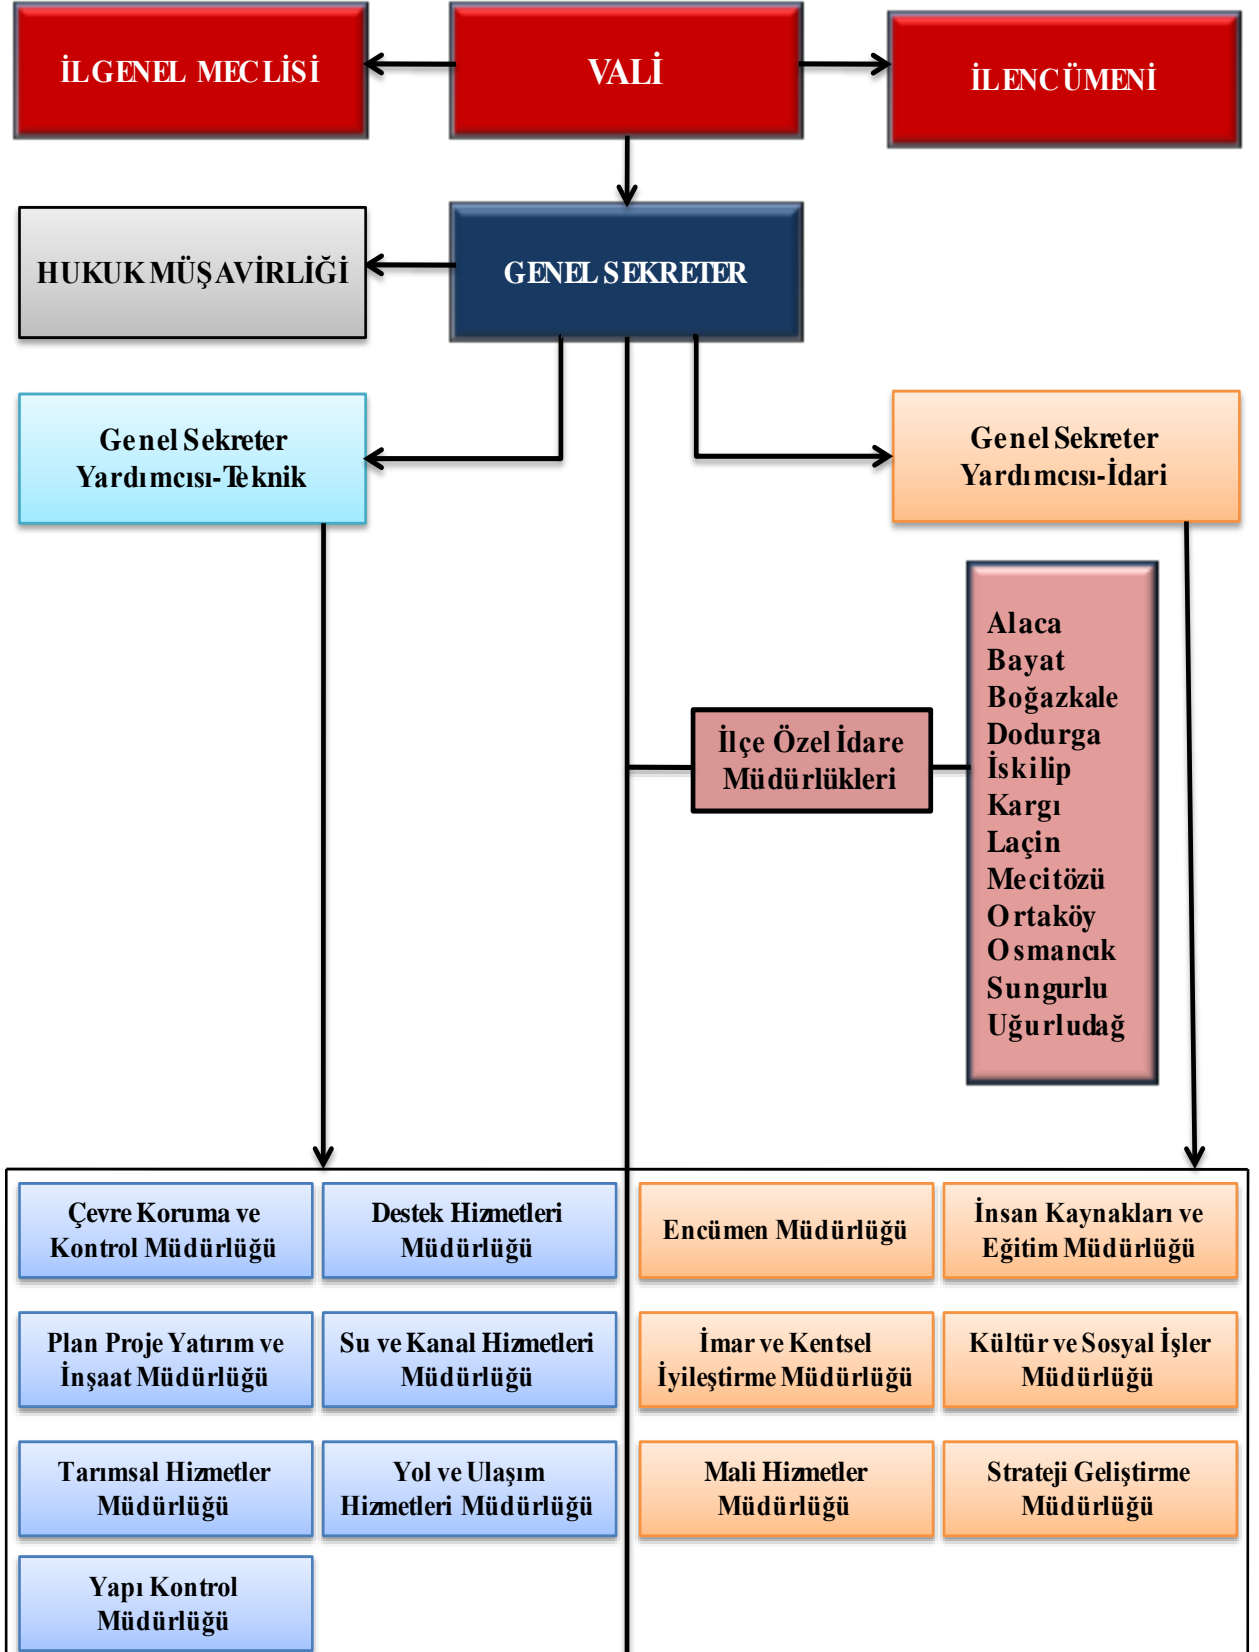 İL GENEL MECLİSİ
VALİ
İL ENCÜMENİ
HUKUK MÜŞAVİRLİĞİ
GENEL SEKRETER
Genel Sekreter
Yardımcısı-Teknik
Genel Sekreter
Yardımcısı-İdari
İlçe Özel İdare
Müdürlükleri
Alaca
Bayat
Boğazkale
Dodurga
İskilip
Kargı
Laçin
Mecitözü
Ortaköy
Osmancık
Sungurlu
Uğurludağ
Çevre Koruma ve
Kontrol Müdürlüğü
Destek Hizmetleri
Müdürlüğü
Encümen Müdürlüğü
İnsan Kaynakları ve
Eğitim Müdürlüğü
Plan Proje Yatırım ve
İnşaat Müdürlüğü
Su ve Kanal Hizmetleri
Müdürlüğü
İmar ve Kentsel
İyileştirme Müdürlüğü
Kültür ve Sosyal İşler
Müdürlüğü
Tarımsal Hizmetler
Müdürlüğü
Yol ve Ulaşım
Hizmetleri Müdürlüğü
Mali Hizmetler
Müdürlüğü
Strateji Geliştirme
Müdürlüğü
Yapı Kontrol
Müdürlüğü